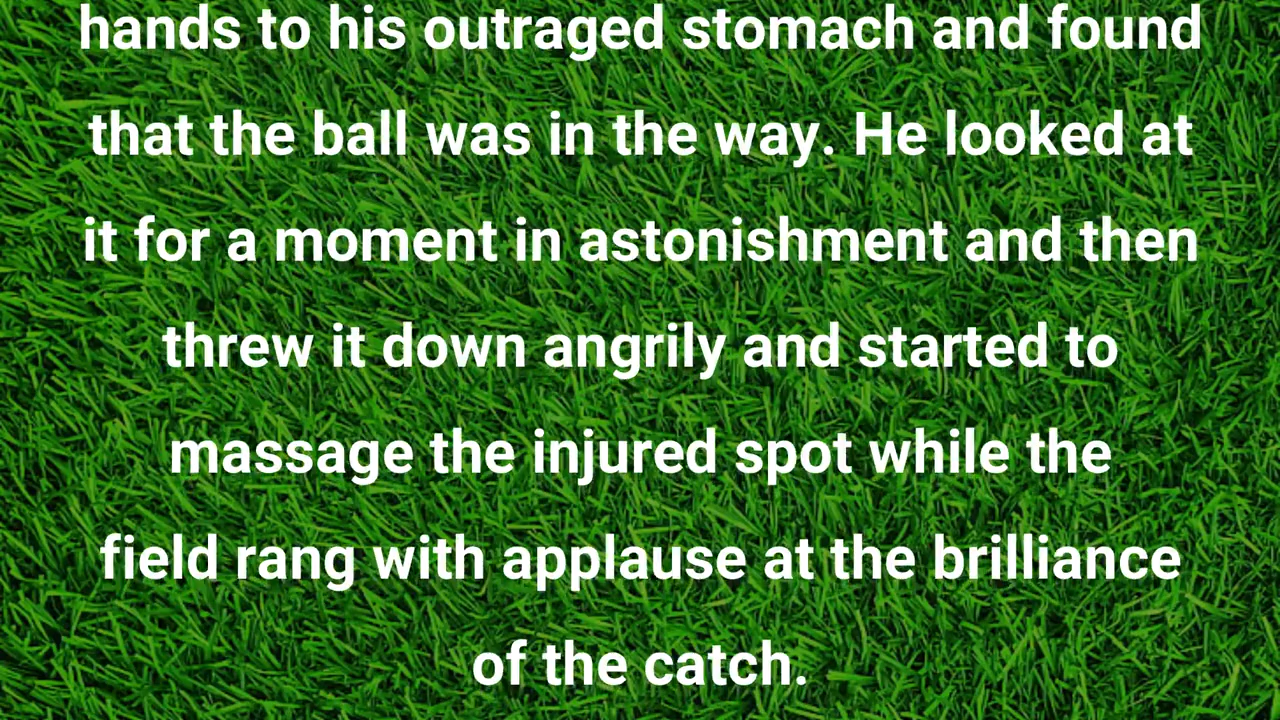 hands to his outraged stomach and found
that the ball was in the way. He looked at
it for a moment in astonishment and then
threw it down angrily and started to
massage the injured spot while the
field rang with applause at the brilliance
of the catch.